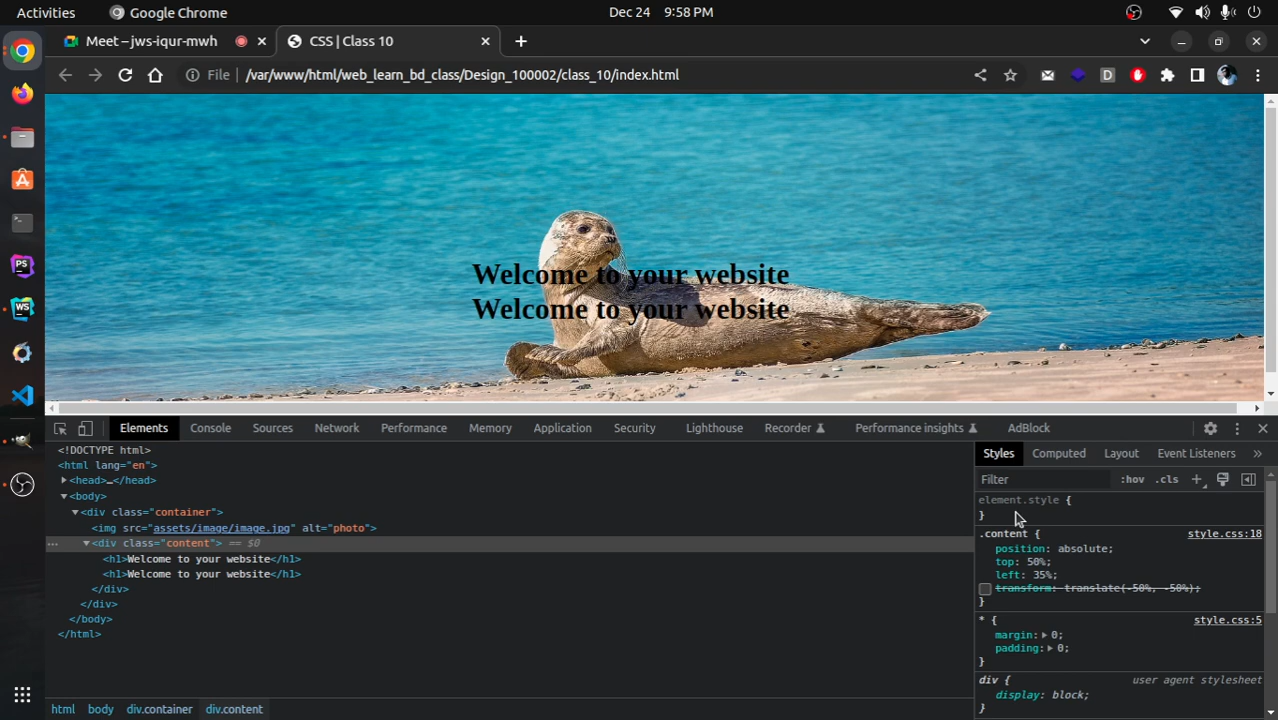 Activities
Google Chrome
Dec 24 9:58 PM
Meet – jws-iqur-mwh
CSS | Class 10
File
/var/www/html/web_learn_bd_class/Design_100002/class_10/index.html
D
Welcome to your website
Welcome to your website
Elements
Console
Sources
Network
Performance
Memory
Application
Security
Lighthouse
Recorder
Performance insights
AdBlock
<!DOCTYPE html>
<html lang="en">
<head>…</head>
<body>
<div class="container">
<img src="assets/image/image.jpg" alt="photo">
<div class="content"> == $0
<h1>Welcome to your website</h1>
<h1>Welcome to your website</h1>
</div>
</div>
</body>
</html>
html
body
div.container
div.content
Styles
Computed
Layout
Event Listeners
»
Filter
:hov
.cls
element.style {
}
.content {
style.css:18
position: absolute;
top: 50%;
left: 35%;
transform: translate(-50%, -50%);
}
* {
style.css:5
margin: 0;
padding: 0;
}
div {
user agent stylesheet
display: block;
}
PS
WS